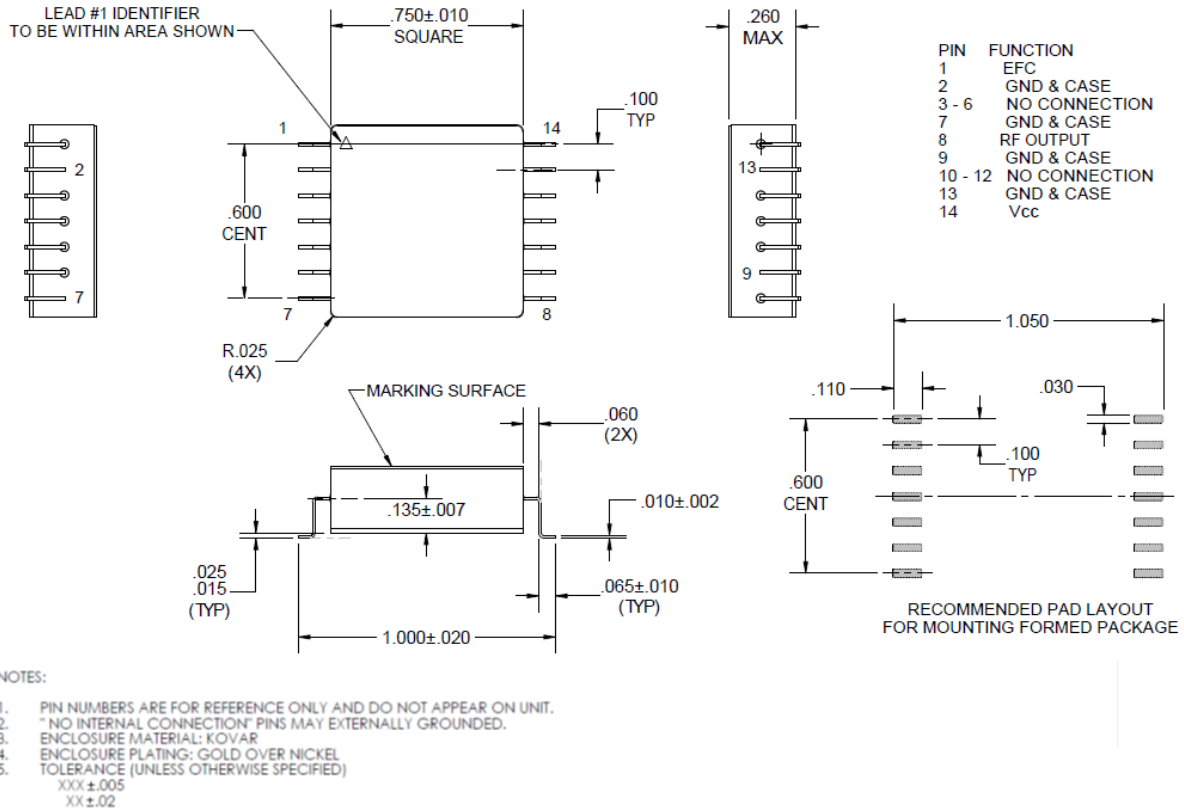 LEAD #1 IDENTIFIER
TO BE WITHIN AREA SHOWN
.750±.010
SQUARE
.260
MAX
.100
TYP
1
14
2
13
.600
CENT
9
7
7
8
R.025
(4X)
PIN FUNCTION
1 EFC
2 GND & CASE
3 - 6 NO CONNECTION
7 GND & CASE
8 RF OUTPUT
9 GND & CASE
10 - 12 NO CONNECTION
13 GND & CASE
14 Vcc
MARKING SURFACE
.060
(2X)
.135±.007
.010±.002
.025
.015
(TYP)
.065±.010
(TYP)
1.000±.020
1.050
.110
.030
.100
TYP
.600
CENT
RECOMMENDED PAD LAYOUT
FOR MOUNTING FORMED PACKAGE
NOTES:
1. PIN NUMBERS ARE FOR REFERENCE ONLY AND DO NOT APPEAR ON UNIT.
2. " NO INTERNAL CONNECTION" PINS MAY EXTERNALLY GROUNDED.
3. ENCLOSURE MATERIAL: KOVAR
4. ENCLOSURE PLATING: GOLD OVER NICKEL
5. TOLERANCE (UNLESS OTHERWISE SPECIFIED)
XXX ±.005
XX ±.02